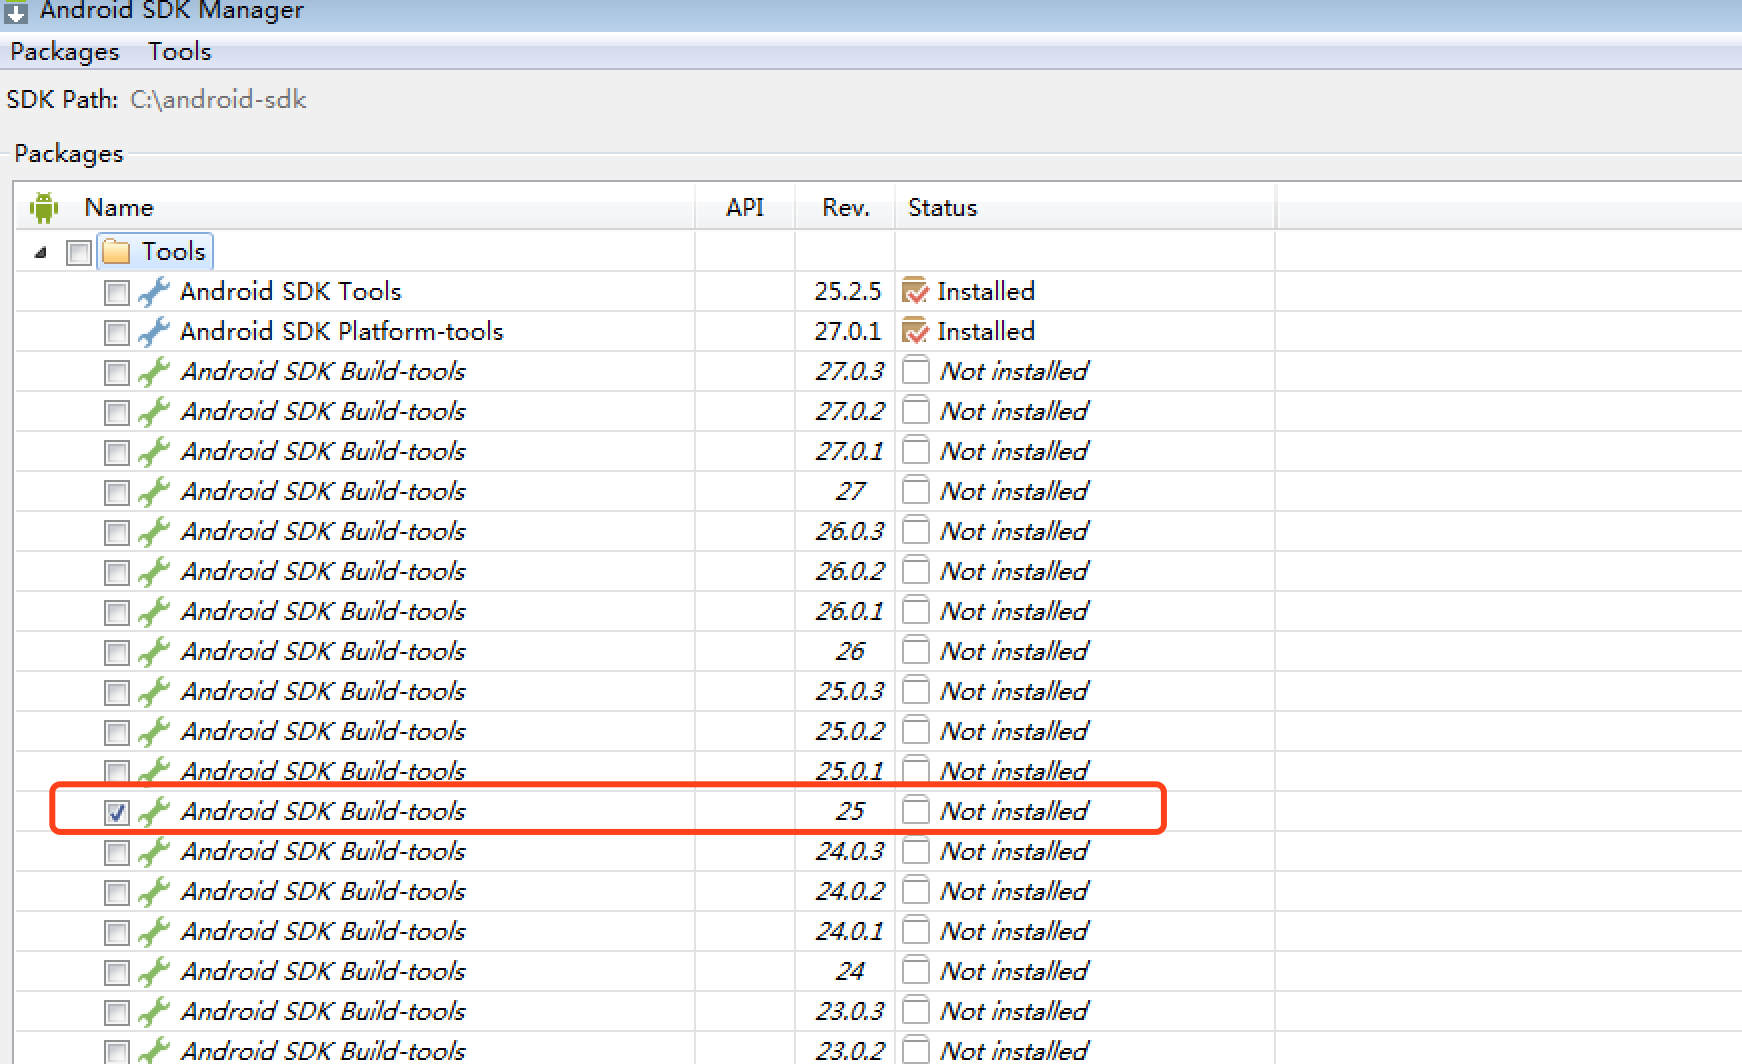 Android SDK Manager
Packages Tools
SDK Path: C:\android-sdk
Packages
Name API Rev. Status
Tools
Android SDK Tools 25.2.5 Installed
Android SDK Platform-tools 27.0.1 Installed
Android SDK Build-tools 27.0.3 Not installed
Android SDK Build-tools 27.0.2 Not installed
Android SDK Build-tools 27.0.1 Not installed
Android SDK Build-tools 27 Not installed
Android SDK Build-tools 26.0.3 Not installed
Android SDK Build-tools 26.0.2 Not installed
Android SDK Build-tools 26.0.1 Not installed
Android SDK Build-tools 26 Not installed
Android SDK Build-tools 25.0.3 Not installed
Android SDK Build-tools 25.0.2 Not installed
Android SDK Build-tools 25.0.1 Not installed
Android SDK Build-tools 25 Not installed
Android SDK Build-tools 24.0.3 Not installed
Android SDK Build-tools 24.0.2 Not installed
Android SDK Build-tools 24.0.1 Not installed
Android SDK Build-tools 24 Not installed
Android SDK Build-tools 23.0.3 Not installed
Android SDK Build-tools 23.0.2 Not installed